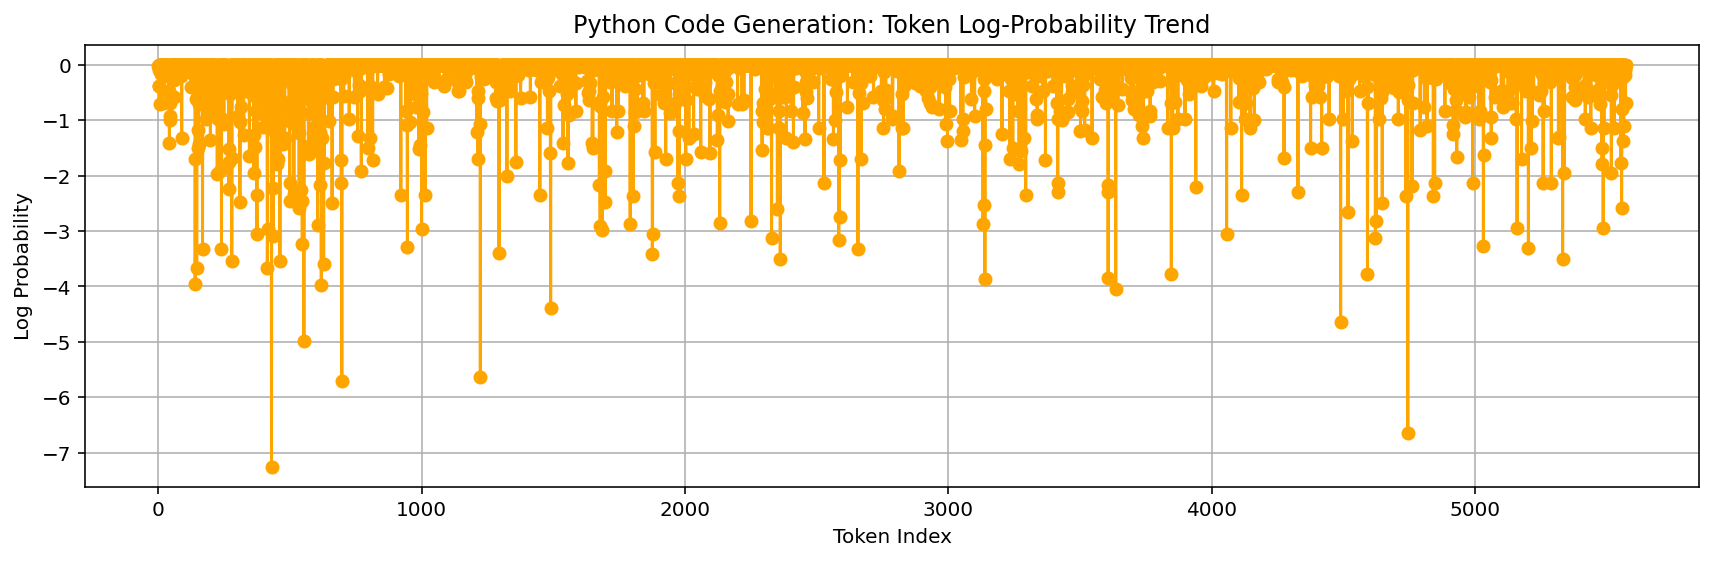 Python Code Generation: Token Log-Probability Trend
0
−1
−2
−3
−4
−5
−6
−7
Log Probability
0 1000 2000 3000 4000 5000
Token Index